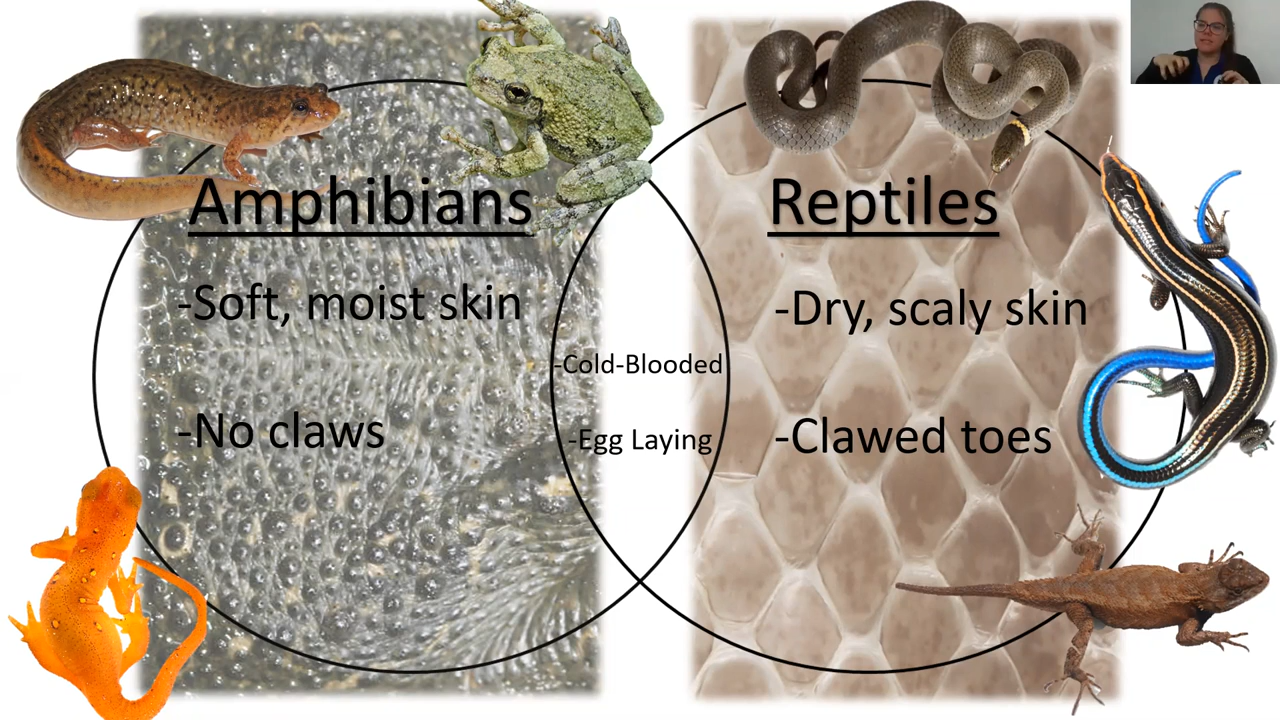 Amphibians
-Soft, moist skin
-No claws
-Cold-Blooded
-Egg Laying
Reptiles
-Dry, scaly skin
-Clawed toes